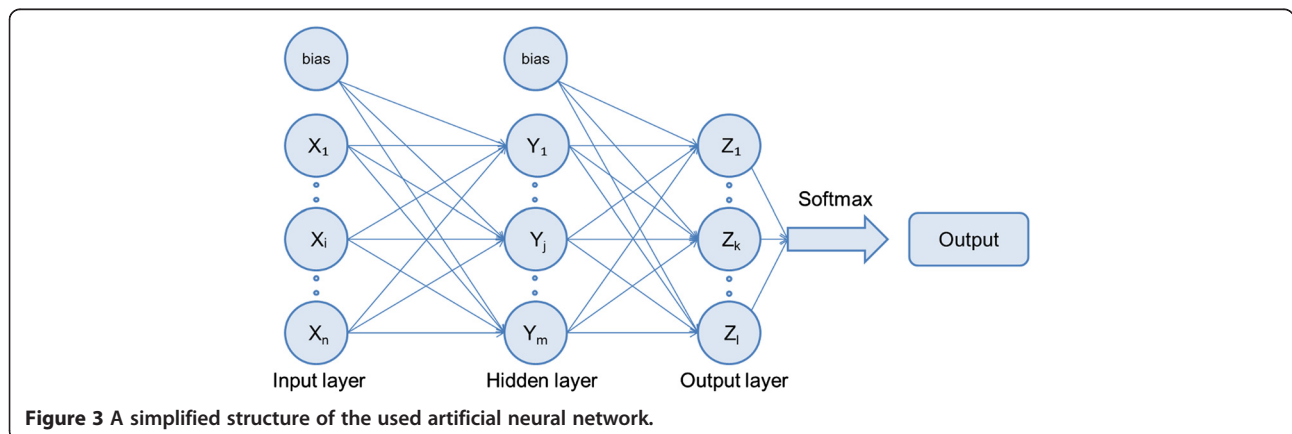 bias bias
X₁ Y₁ Z₁
Softmax
Xᵢ Yⱼ Zₖ Output
Xₙ Yₘ Zₗ
Input layer Hidden layer Output layer
Figure 3 A simplified structure of the used artificial neural network.